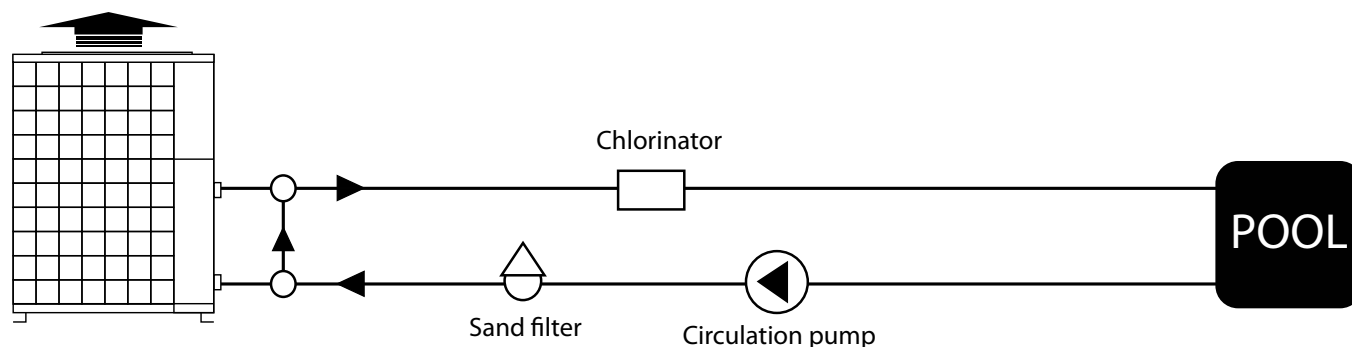 Chlorinator
POOL
Sand filter
Circulation pump